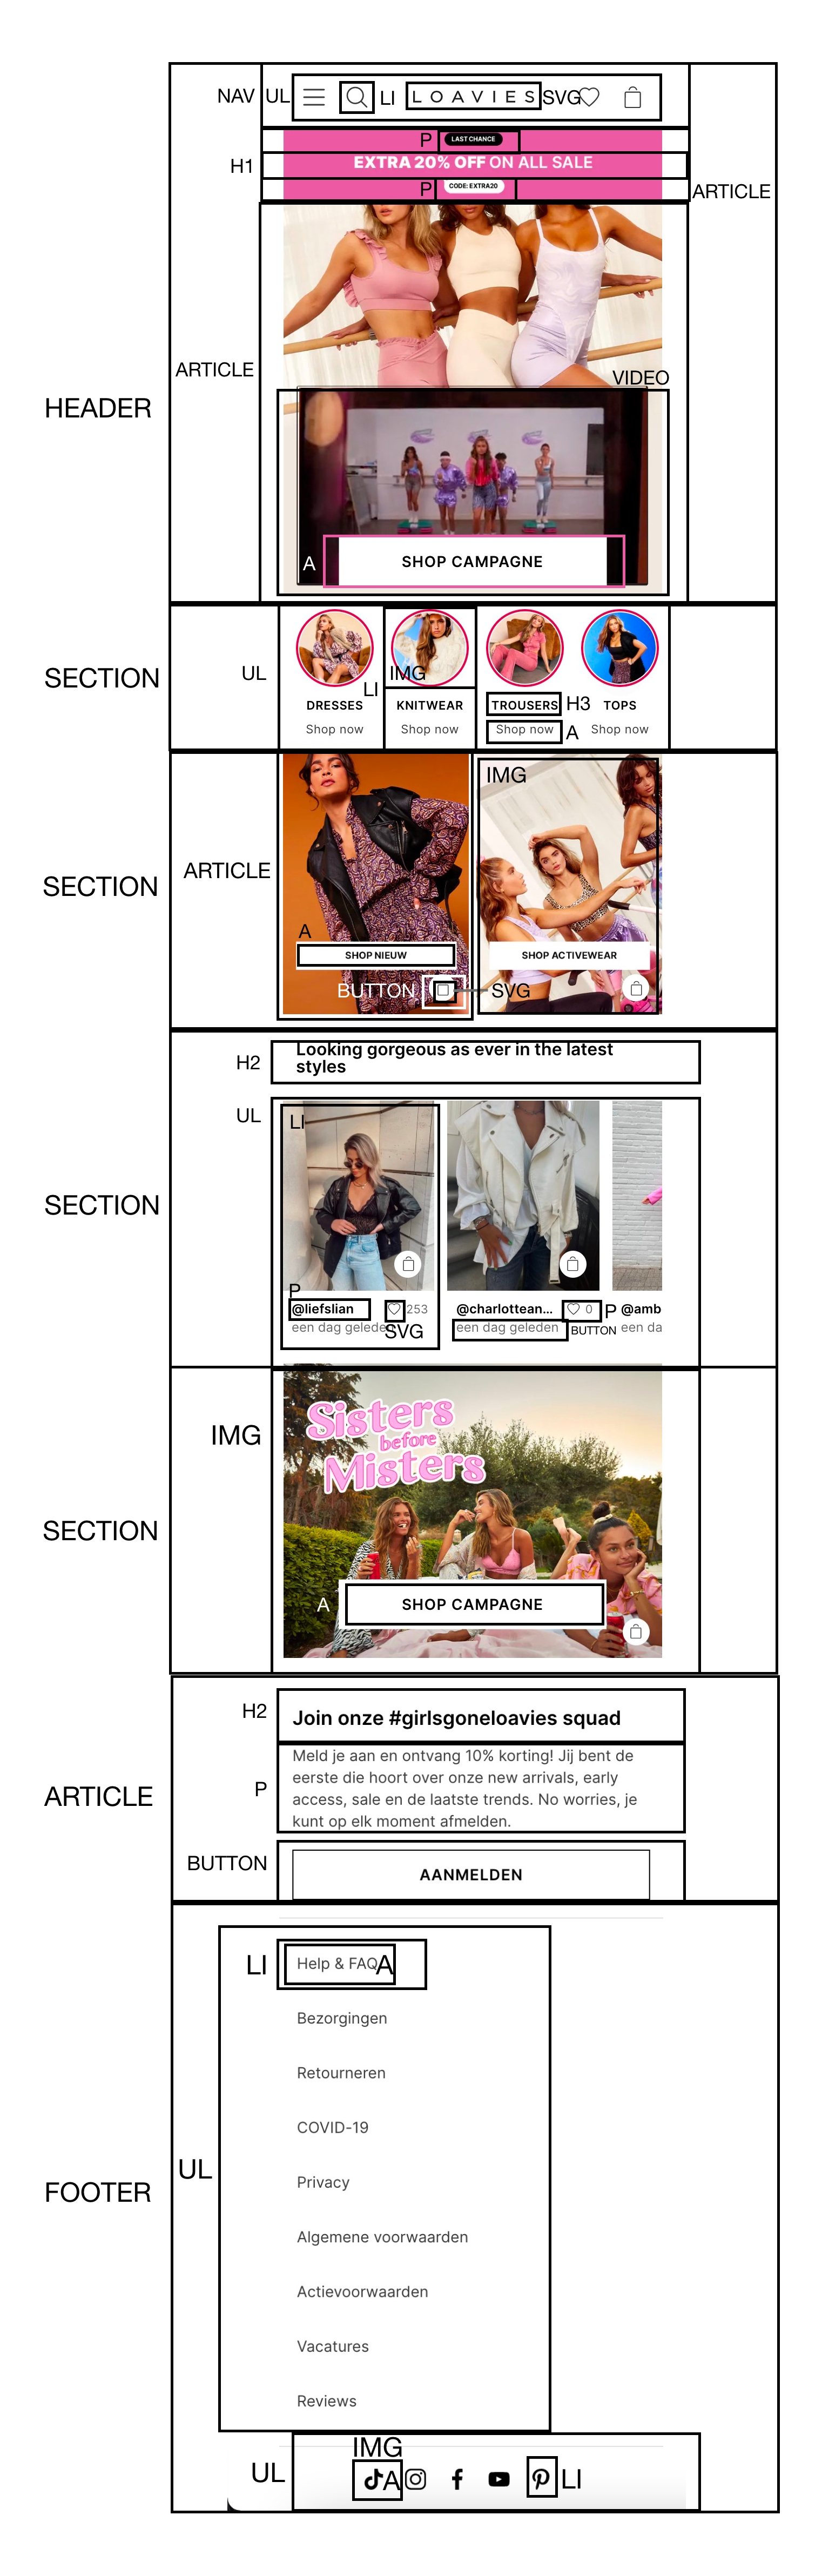 NAV UL LI LOAVIES SVG
P LAST CHANCE
H1 EXTRA 20% OFF ON ALL SALE
P CODE: EXTRA20
ARTICLE
ARTICLE
VIDEO
HEADER
A SHOP CAMPAGNE
SECTION
UL
LI
IMG
DRESSES KNITWEAR TROUSERS H3 TOPS
Shop now Shop now Shop now A Shop now
IMG
ARTICLE
SECTION
A
SHOP NIEUW SHOP ACTIVEWEAR
BUTTON SVG
H2
Looking gorgeous as ever in the latest
styles
UL
LI
SECTION
P
@liefslian 253 @charlottean... 0 P @amb
een dag gelede SVG een dag geleden BUTTON een da
Sisters
before
Misters
IMG
SECTION
A SHOP CAMPAGNE
H2 Join onze #girlsgoneloavies squad
ARTICLE
P
Meld je aan en ontvang 10% korting! Jij bent de
eerste die hoort over onze new arrivals, early
access, sale en de laatste trends. No worries, je
kunt op elk moment afmelden.
BUTTON AANMELDEN
LI Help & FAQ A
Bezorgingen
Retourneren
COVID-19
UL
Privacy
FOOTER
Algemene voorwaarden
Actievoorwaarden
Vacatures
Reviews
IMG
UL A LI